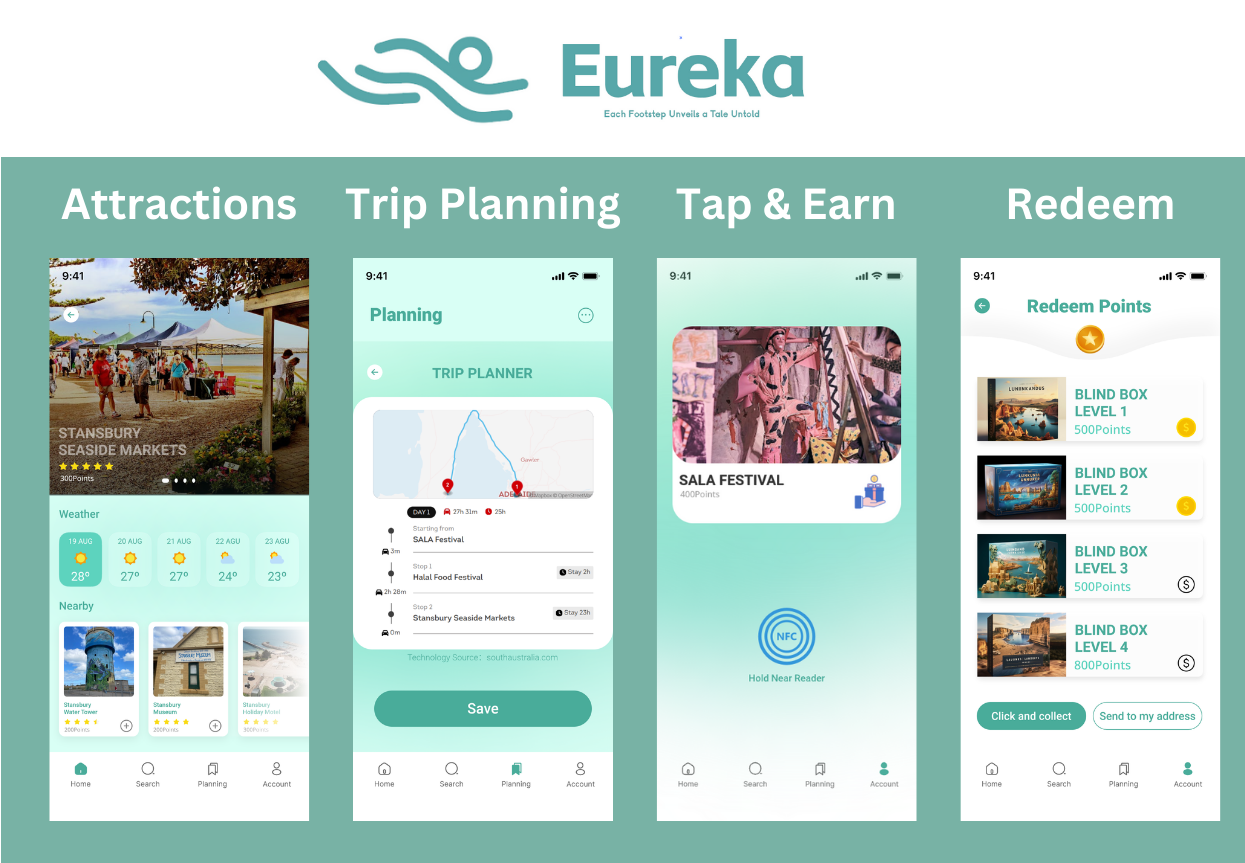 Eureka
Each Footstep Unveils a Tale Untold
Attractions
Trip Planning
Tap & Earn
Redeem
9:41
STANSBURY
SEASIDE MARKETS
300Points
Weather
19 AUG
28°
20 AUG
27°
21 AUG
27°
22 AGU
24°
23 AGU
23°
Nearby
Stansbury
Water Tower
200Points
Stansbury
Museum
200Points
Stansbury
Holiday Motel
300Points
Home
Search
Planning
Account
9:41
Planning
TRIP PLANNER
Gawler
ADELAIDE
2
1
DAY 1
27h 31m
25h
Starting from
SALA Festival
3m
Stop 1
Halal Food Festival
Stay 2h
2h 28m
Stop 2
Stansbury Seaside Markets
Stay 23h
0m
Technology Source: southaustralia.com
Save
Home
Search
Planning
Account
9:41
SALA FESTIVAL
400Points
NFC
Hold Near Reader
Home
Search
Planning
Account
9:41
Redeem Points
BLIND BOX
LEVEL 1
500Points
BLIND BOX
LEVEL 2
500Points
BLIND BOX
LEVEL 3
500Points
BLIND BOX
LEVEL 4
800Points
Click and collect
Send to my address
Home
Search
Planning
Account